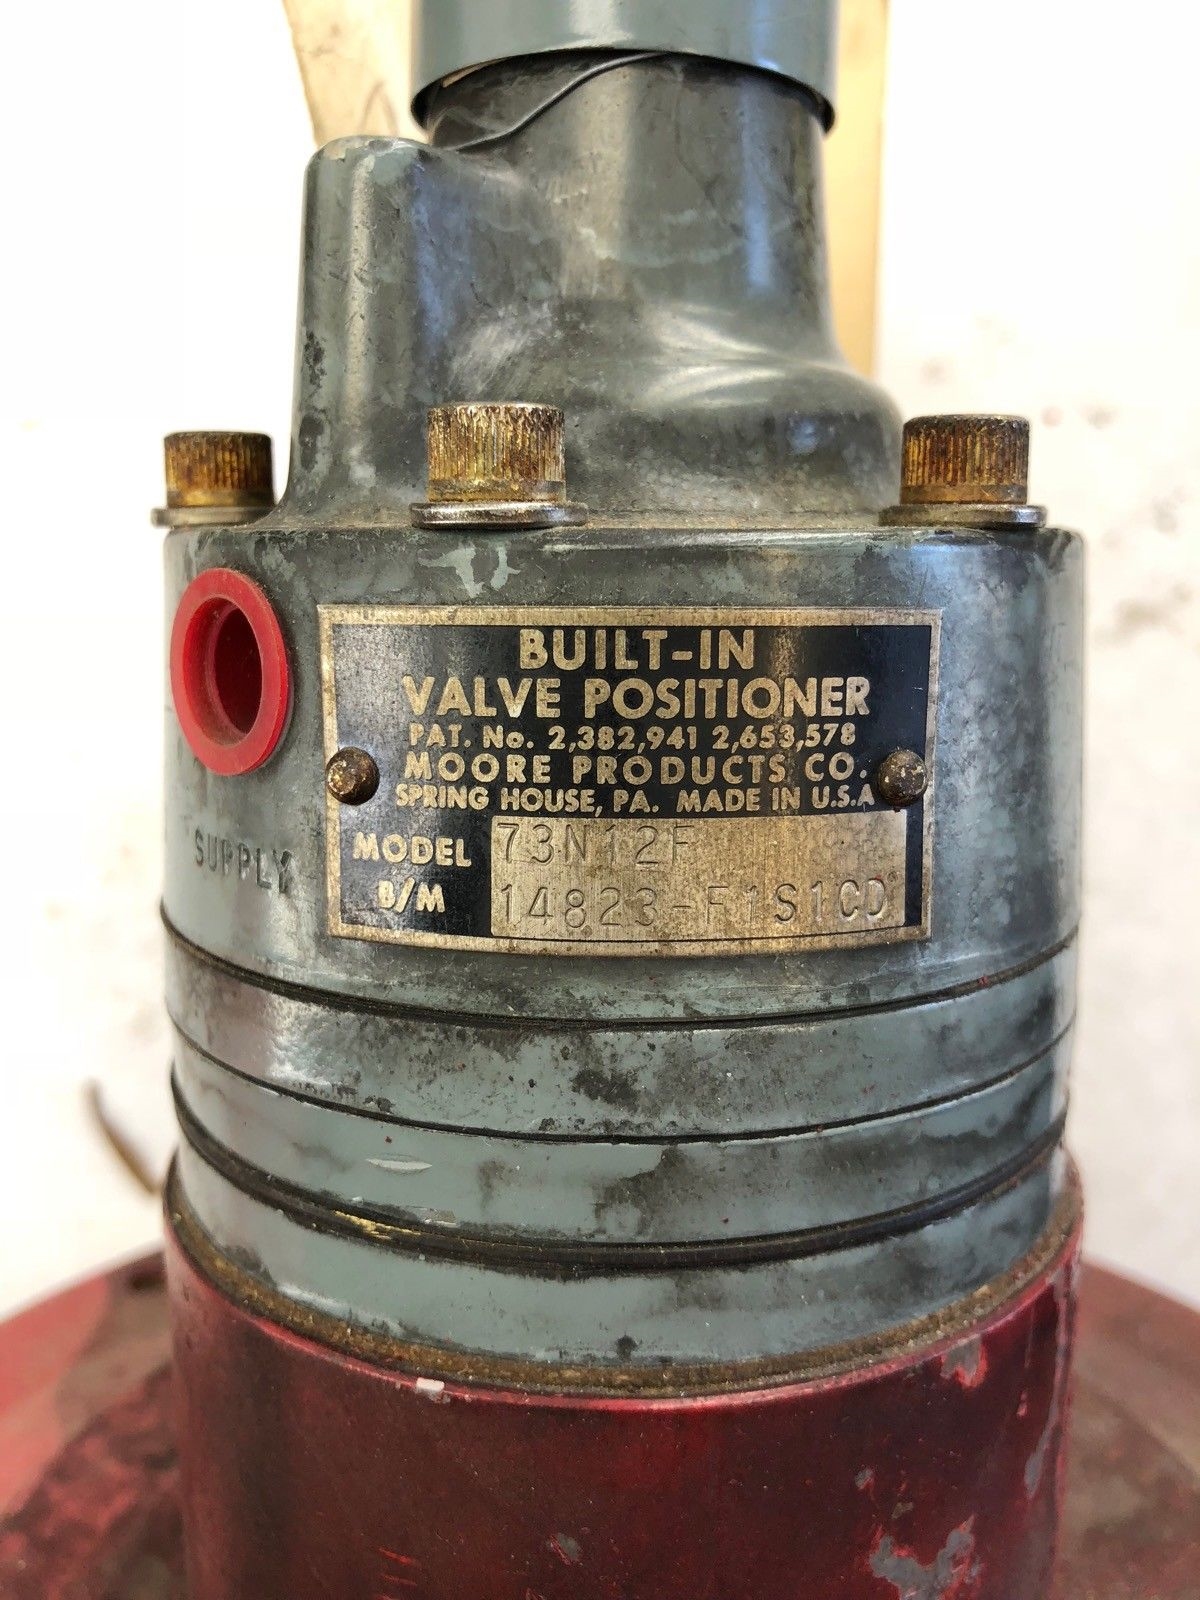 BUILT-IN
VALVE POSITIONER
PAT. No. 2,382,941 2,653,578
MOORE PRODUCTS CO.
SPRING HOUSE, PA. MADE IN U.S.A
MODEL 73N12F
B/M 14823-F1S1CD
SUPPLY